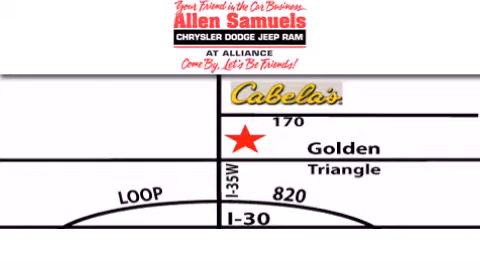 Your Friend in the Car Business...
Allen Samuels
CHRYSLER DODGE JEEP RAM
AT ALLIANCE
Come By, Let's Be Friends!
Cabela's
170
Golden
Triangle
I-35W
LOOP 820
I-30